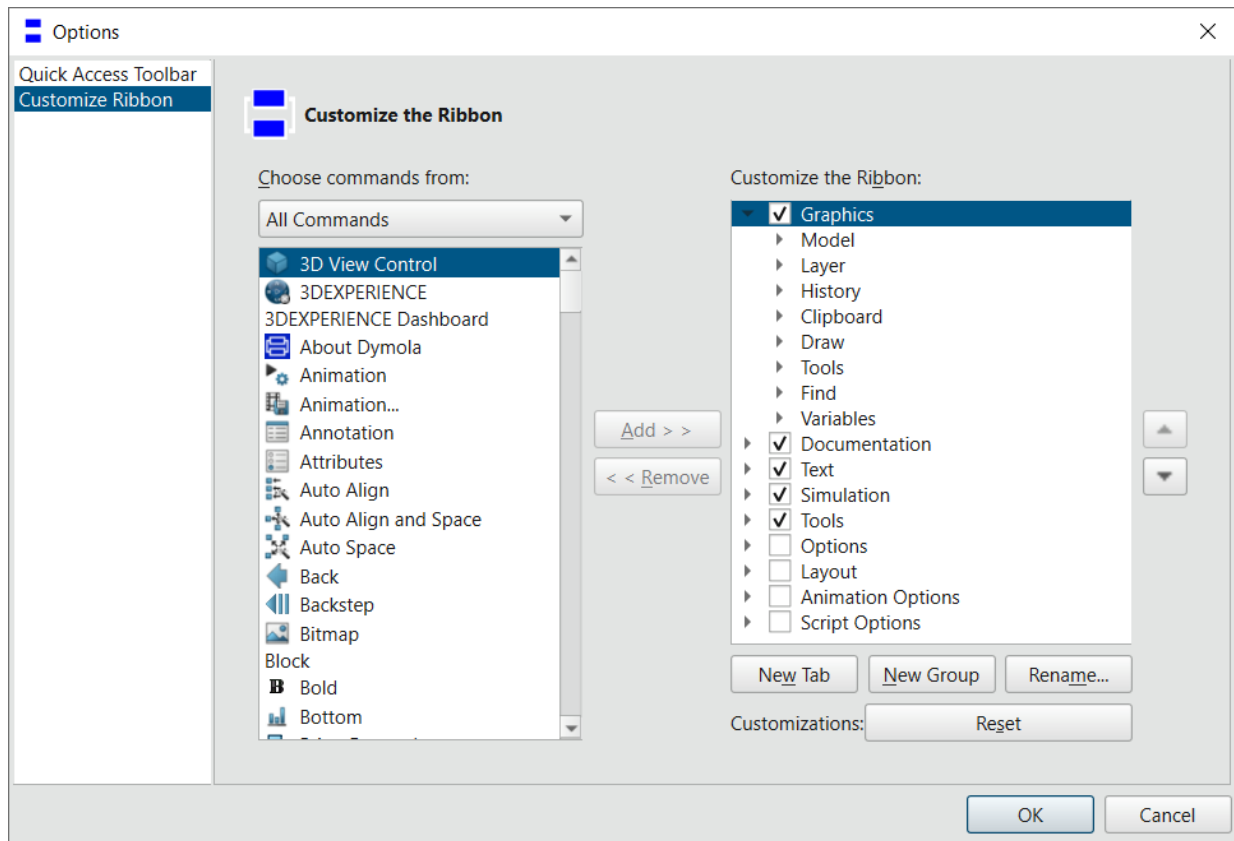 Options
Quick Access Toolbar
Customize Ribbon
Customize the Ribbon
Choose commands from:
All Commands
3D View Control
3DEXPERIENCE
3DEXPERIENCE Dashboard
About Dymola
Animation
Animation...
Annotation
Attributes
Auto Align
Auto Align and Space
Auto Space
Back
Backstep
Bitmap
Block
B Bold
Bottom
Add > >
< < Remove
Customize the Ribbon:
Graphics
Model
Layer
History
Clipboard
Draw
Tools
Find
Variables
Documentation
Text
Simulation
Tools
Options
Layout
Animation Options
Script Options
New Tab
New Group
Rename...
Customizations:
Reset
OK
Cancel